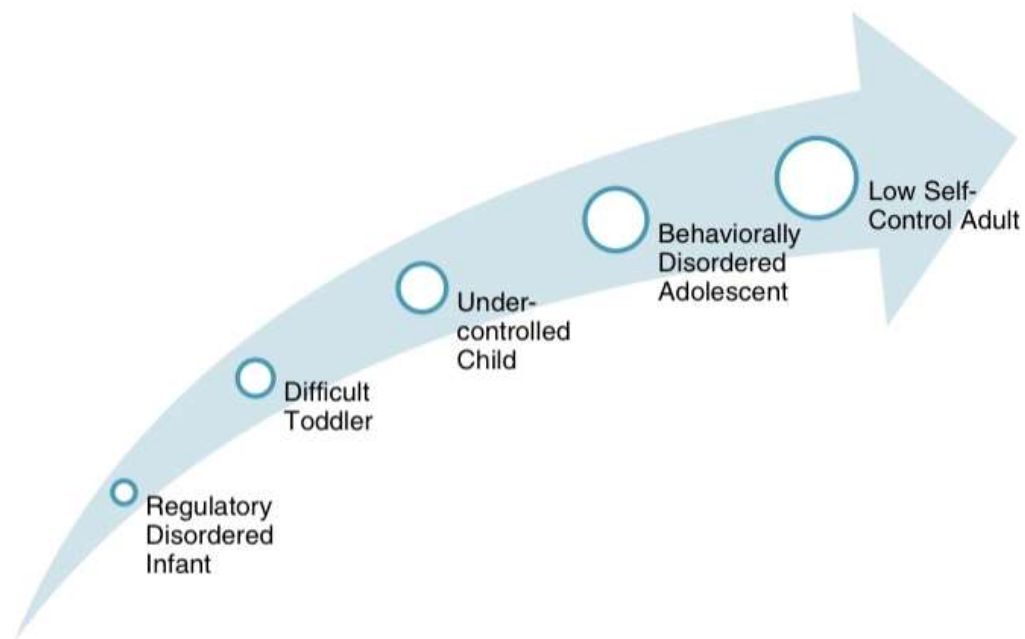 Regulatory
Disordered
Infant
Difficult
Toddler
Under-
controlled
Child
Behaviorally
Disordered
Adolescent
Low Self-
Control Adult